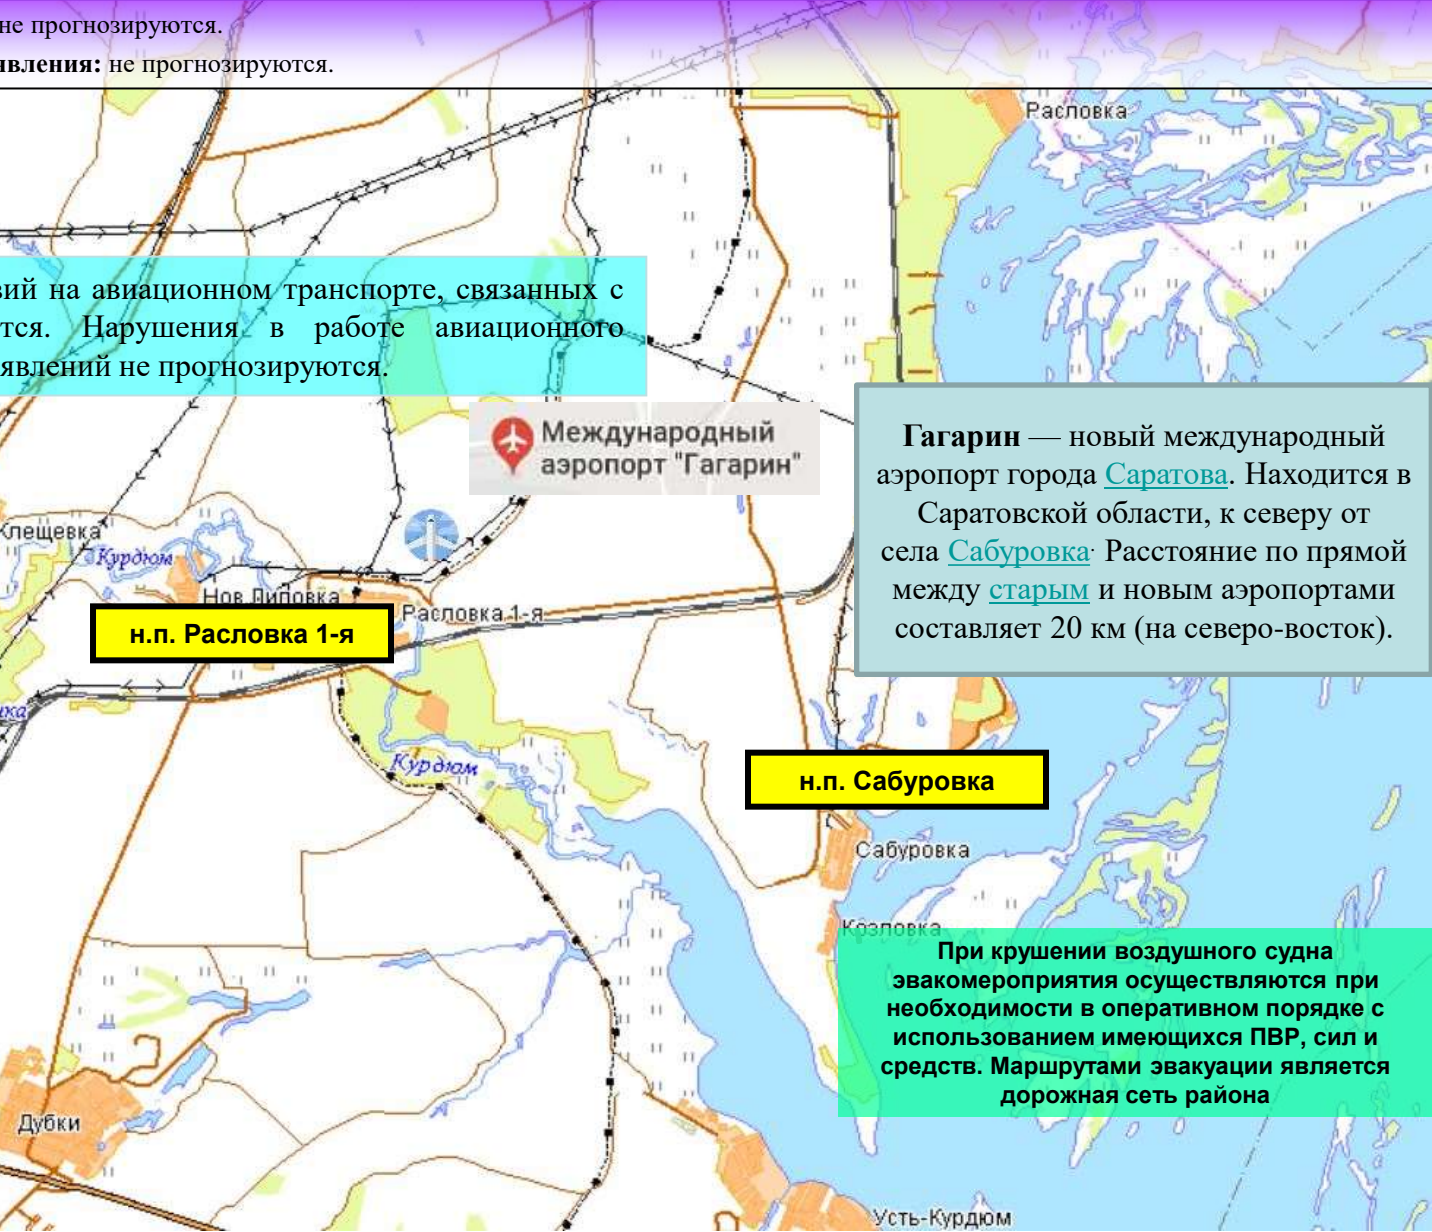 не прогнозируются.
явления: не прогнозируются.
Расловка
вий на авиационном транспорте, связанных с
тся. Нарушения в работе авиационного
явлений не прогнозируются.
Международный
аэропорт "Гагарин"
Гагарин — новый международный
аэропорт города Саратова. Находится в
Саратовской области, к северу от
села Сабуровка. Расстояние по прямой
между старым и новым аэропортами
составляет 20 км (на северо-восток).
Клещевка
Курдюм
Нов.Липовка
Расловка 1-я
н.п. Расловка 1-я
Курдюм
н.п. Сабуровка
Сабуровка
Козловка
При крушении воздушного судна
эвакомероприятия осуществляются при
необходимости в оперативном порядке с
использованием имеющихся ПВР, сил и
средств. Маршрутами эвакуации является
дорожная сеть района
Дубки
Усть-Курдюм